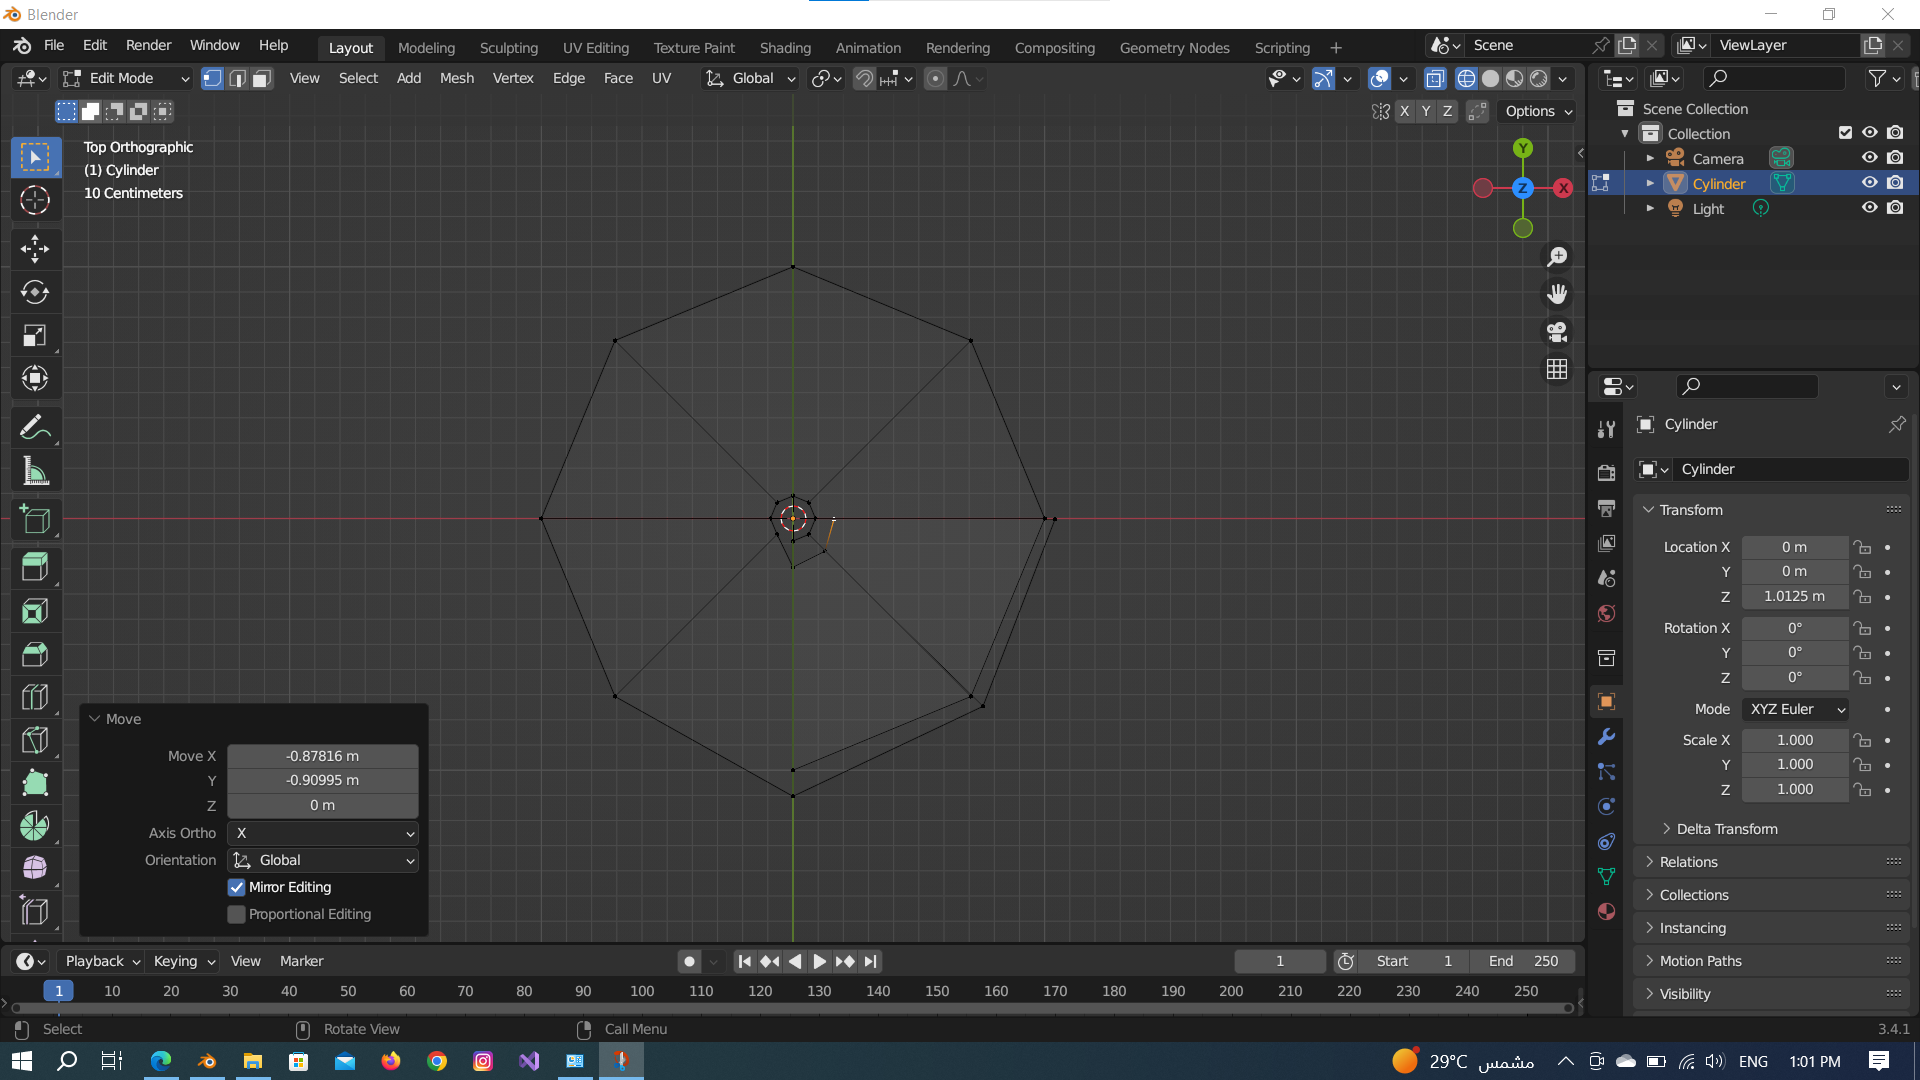 Blender
File Edit Render Window Help
Layout Modeling Sculpting UV Editing Texture Paint Shading Animation Rendering Compositing Geometry Nodes Scripting +
Scene
ViewLayer
Edit Mode View Select Add Mesh Vertex Edge Face UV Global
X Y Z Options
Top Orthographic
(1) Cylinder
10 Centimeters
Y
Z X
Move
Move X -0.87816 m
Y -0.90995 m
Z 0 m
Axis Ortho X
Orientation Global
Mirror Editing
Proportional Editing
Scene Collection
Collection
Camera
Cylinder
Light
Cylinder
Cylinder
Transform
Location X 0 m
Y 0 m
Z 1.0125 m
Rotation X 0°
Y 0°
Z 0°
Mode XYZ Euler
Scale X 1.000
Y 1.000
Z 1.000
Delta Transform
Relations
Collections
Instancing
Motion Paths
Visibility
Playback Keying View Marker
1 Start 1 End 250
1 10 20 30 40 50 60 70 80 90 100 110 120 130 140 150 160 170 180 190 200 210 220 230 240 250
Select Rotate View Call Menu 3.4.1
29°C مشمس ENG 1:01 PM